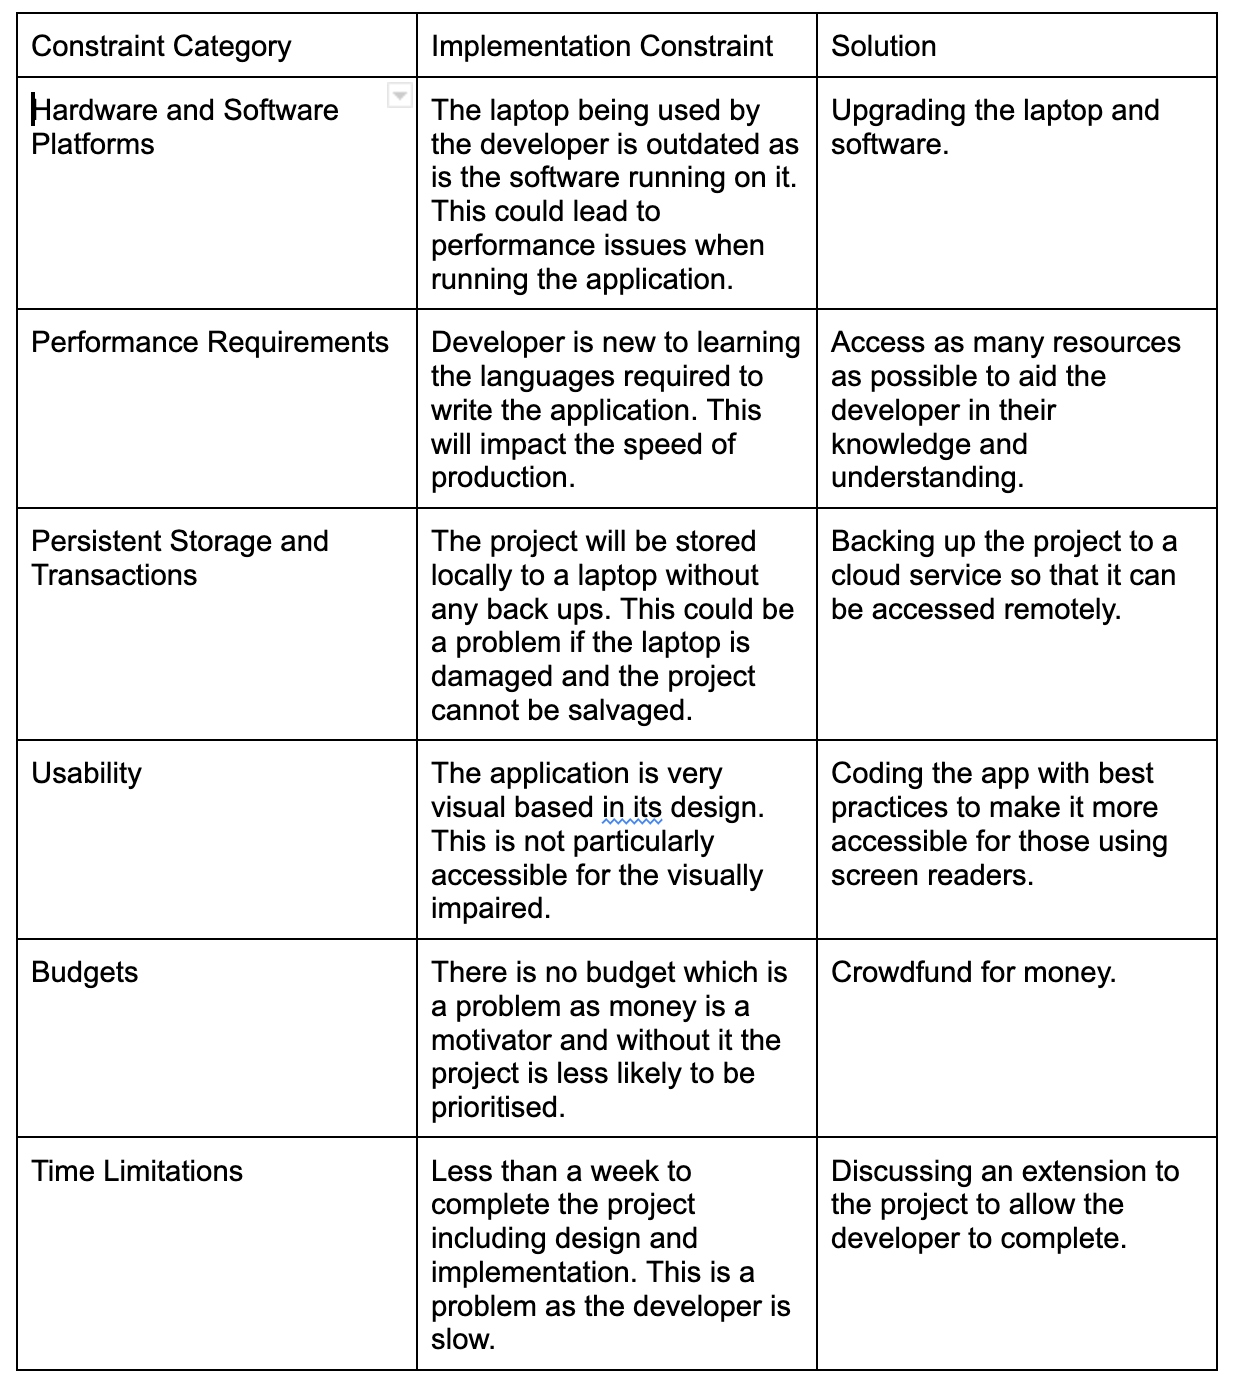 Constraint Category
Implementation Constraint
Solution
Hardware and Software
Platforms
The laptop being used by
the developer is outdated as
is the software running on it.
This could lead to
performance issues when
running the application.
Upgrading the laptop and
software.
Performance Requirements
Developer is new to learning
the languages required to
write the application. This
will impact the speed of
production.
Access as many resources
as possible to aid the
developer in their
knowledge and
understanding.
Persistent Storage and
Transactions
The project will be stored
locally to a laptop without
any back ups. This could be
a problem if the laptop is
damaged and the project
cannot be salvaged.
Backing up the project to a
cloud service so that it can
be accessed remotely.
Usability
The application is very
visual based in its design.
This is not particularly
accessible for the visually
impaired.
Coding the app with best
practices to make it more
accessible for those using
screen readers.
Budgets
There is no budget which is
a problem as money is a
motivator and without it the
project is less likely to be
prioritised.
Crowdfund for money.
Time Limitations
Less than a week to
complete the project
including design and
implementation. This is a
problem as the developer is
slow.
Discussing an extension to
the project to allow the
developer to complete.